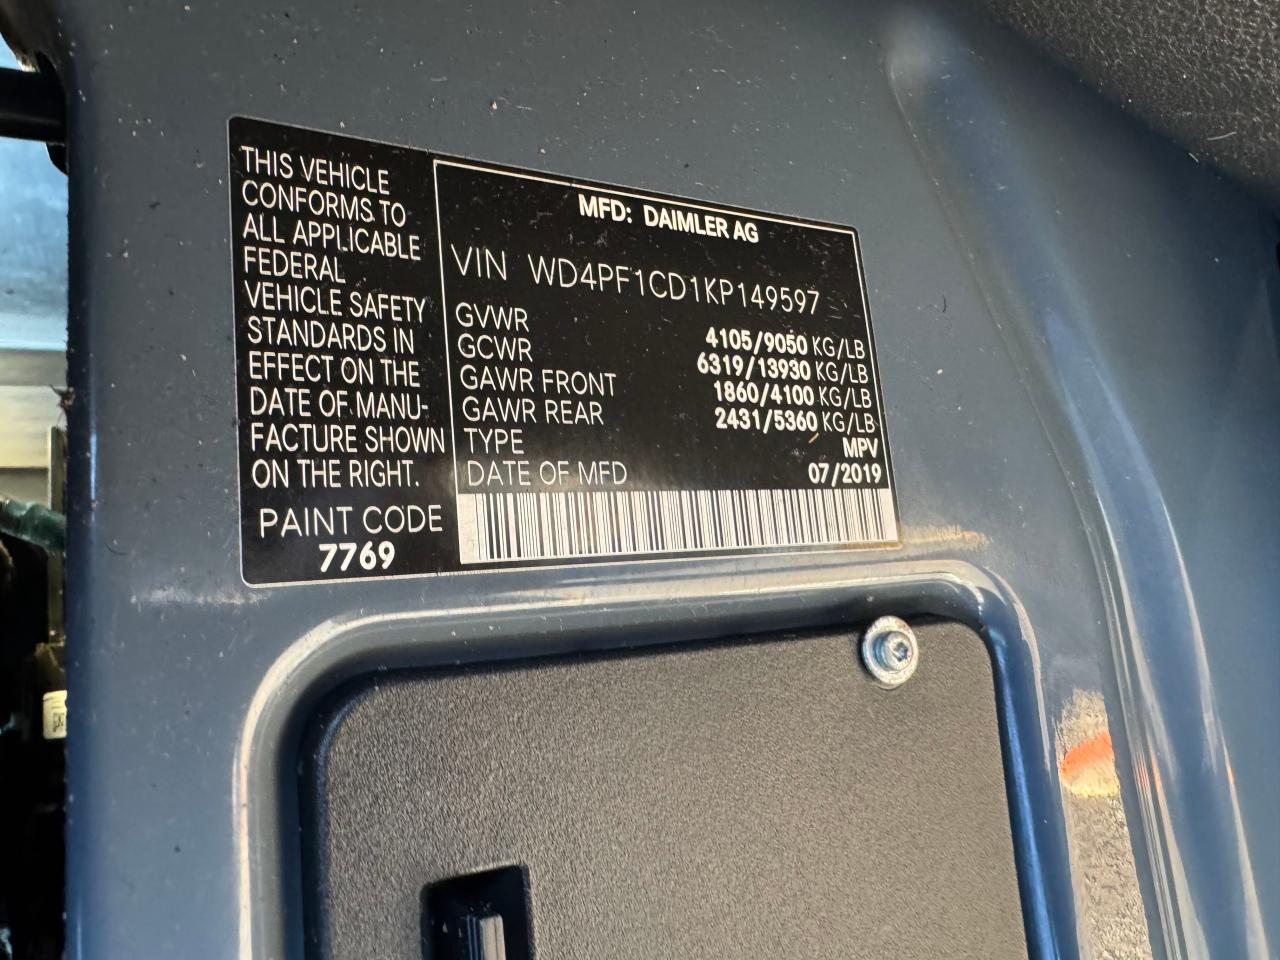 THIS VEHICLE
CONFORMS TO
ALL APPLICABLE
FEDERAL
VEHICLE SAFETY
STANDARDS IN
EFFECT ON THE
DATE OF MANU-
FACTURE SHOWN
ON THE RIGHT.
PAINT CODE
7769
MFD: DAIMLER AG
VIN WD4PF1CD1KP149597
GVWR 4105/9050 KG/LB
GCWR 6319/13930 KG/LB
GAWR FRONT 1860/4100 KG/LB
GAWR REAR 2431/5360 KG/LB
TYPE MPV
DATE OF MFD 07/2019